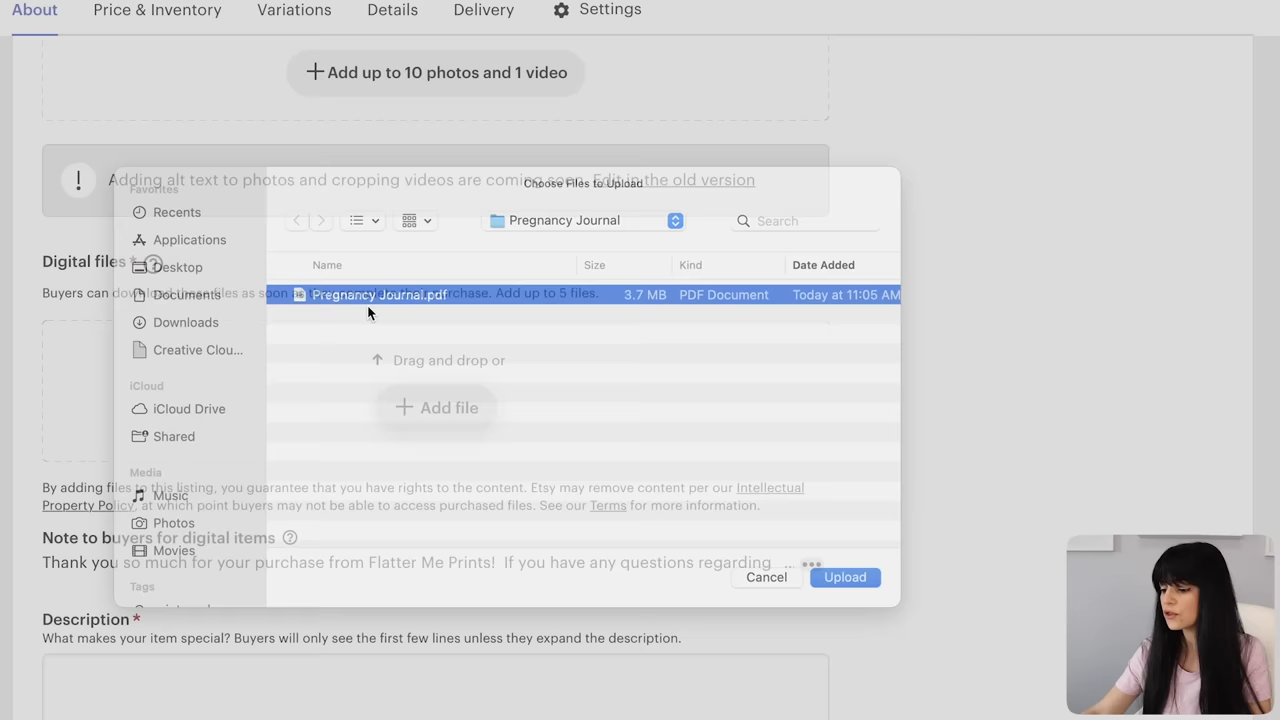 About Price & Inventory Variations Details Delivery Settings
Add up to 10 photos and 1 video
Adding alt text to photos and cropping videos are coming soon. Edit in the old version
Digital files *
Buyers can download these files as soon as they complete their purchase. Add up to 5 files.
Drag and drop or
Add file
By adding files to this listing, you guarantee that you have rights to the content. Etsy may remove content per our Intellectual
Property Policy, at which point buyers may not be able to access purchased files. See our Terms for more information.
Note to buyers for digital items
Thank you so much for your purchase from Flatter Me Prints! If you have any questions regarding ...
Description *
What makes your item special? Buyers will only see the first few lines unless they expand the description.
Choose Files to Upload
Favorites
Recents
Applications
Desktop
Documents
Downloads
Creative Clou...
iCloud
iCloud Drive
Shared
Media
Music
Photos
Movies
Tags
Pregnancy Journal
Search
Name Size Kind Date Added
Pregnancy Journal.pdf 3.7 MB PDF Document Today at 11:05 AM
Cancel Upload